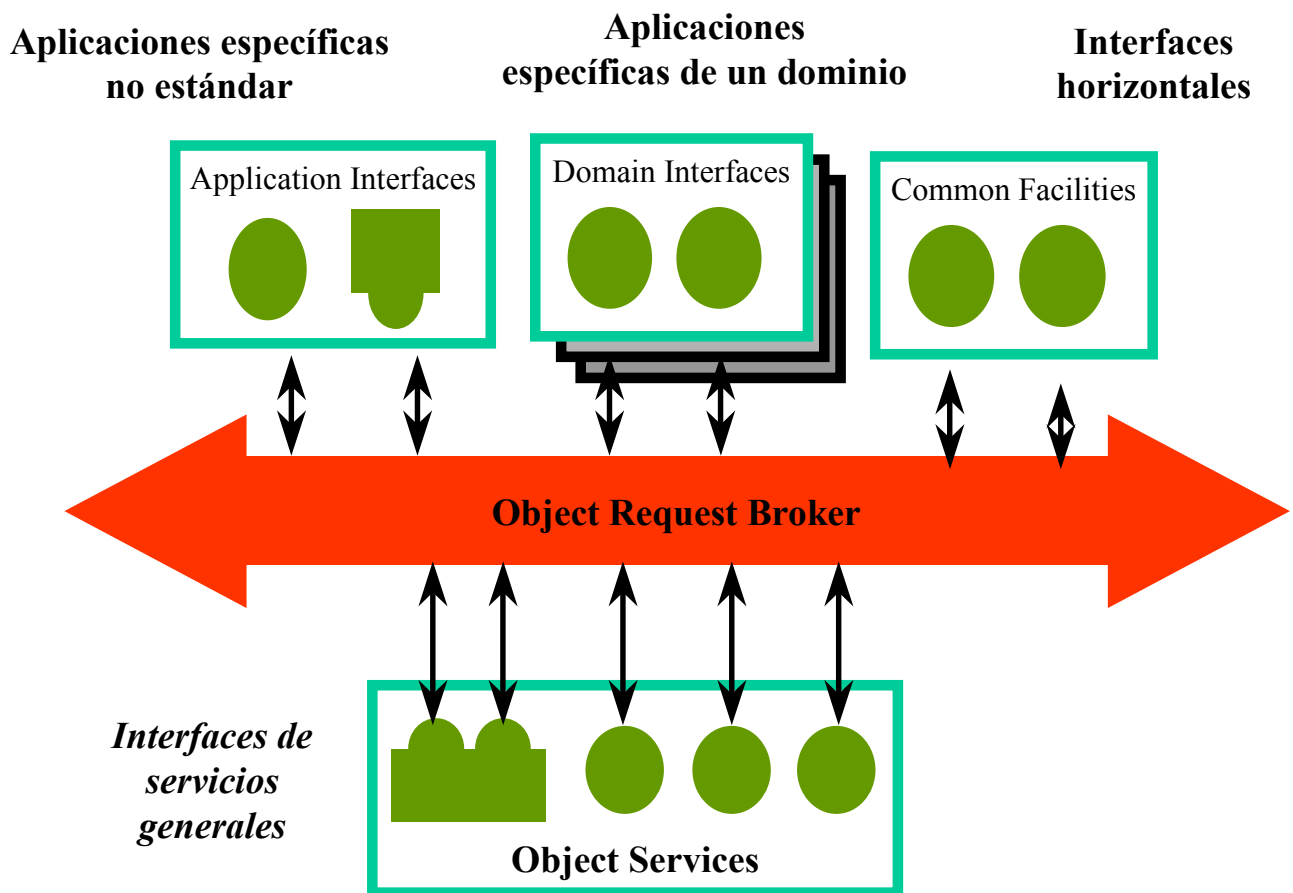 Aplicaciones específicas
no estándar
Aplicaciones
específicas de un dominio
Interfaces
horizontales
Application Interfaces
Domain Interfaces
Common Facilities
Object Request Broker
Interfaces de
servicios
generales
Object Services